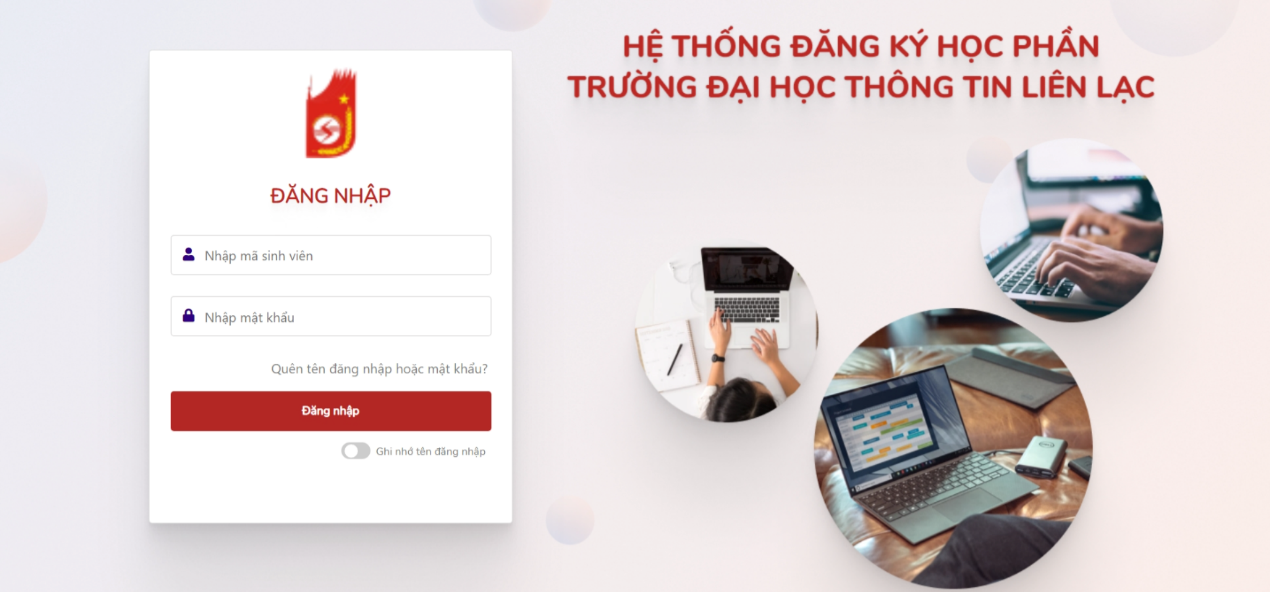 HỆ THỐNG ĐĂNG KÝ HỌC PHẦN
TRƯỜNG ĐẠI HỌC THÔNG TIN LIÊN LẠC
ĐĂNG NHẬP
Nhập mã sinh viên
Nhập mật khẩu
Quên tên đăng nhập hoặc mật khẩu?
Đăng nhập
Ghi nhớ tên đăng nhập